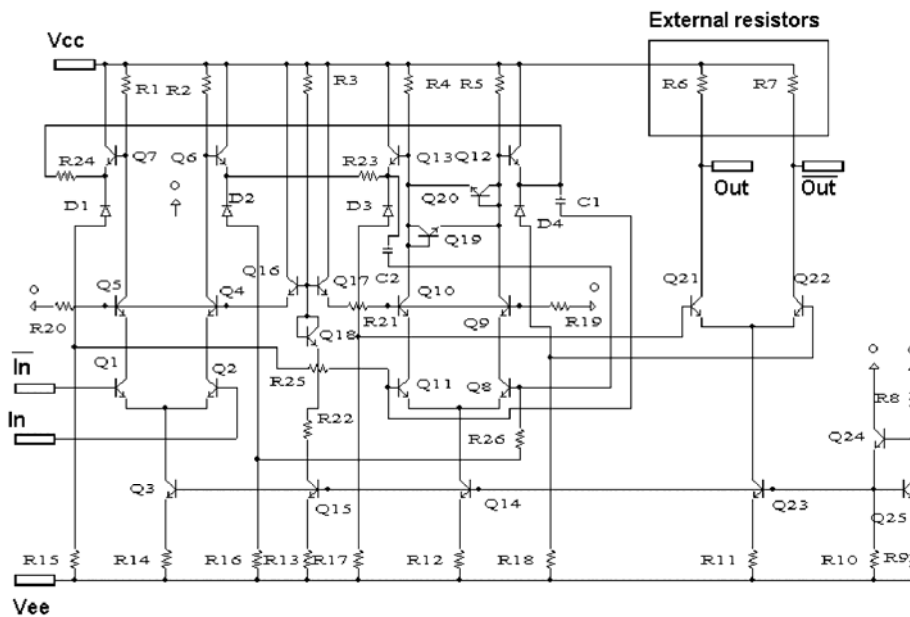 External resistors
Vcc
R1
R2
R3
R4
R5
R6
R7
R24
Q7
Q6
R23
Q13
Q12
Out
Out
D1
D2
D3
Q20
D4
C1
Q19
Q16
Q17
C2
Q5
Q4
Q10
Q9
Q21
Q22
R20
Q18
R21
R19
In
Q1
Q2
R25
Q11
Q8
In
R22
R26
R8
Q24
Q3
Q15
Q14
Q23
Q25
R15
R14
R16
R13
R17
R12
R18
R11
R10
R9
Vee